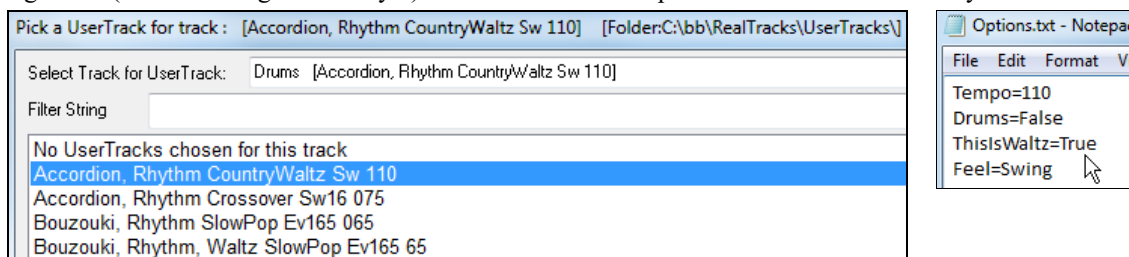 Pick a UserTrack for track : [Accordion, Rhythm CountryWaltz Sw 110] [Folder:C:\bb\RealTracks\UserTracks\]
Select Track for UserTrack: Drums [Accordion, Rhythm CountryWaltz Sw 110]
Filter String
No UserTracks chosen for this track
Accordion, Rhythm CountryWaltz Sw 110
Accordion, Rhythm Crossover Sw16 075
Bouzouki, Rhythm SlowPop Ev165 065
Bouzouki, Rhythm, Waltz SlowPop Ev165 65
Options.txt - Notepad
File Edit Format V
Tempo=110
Drums=False
ThisIsWaltz=True
Feel=Swing